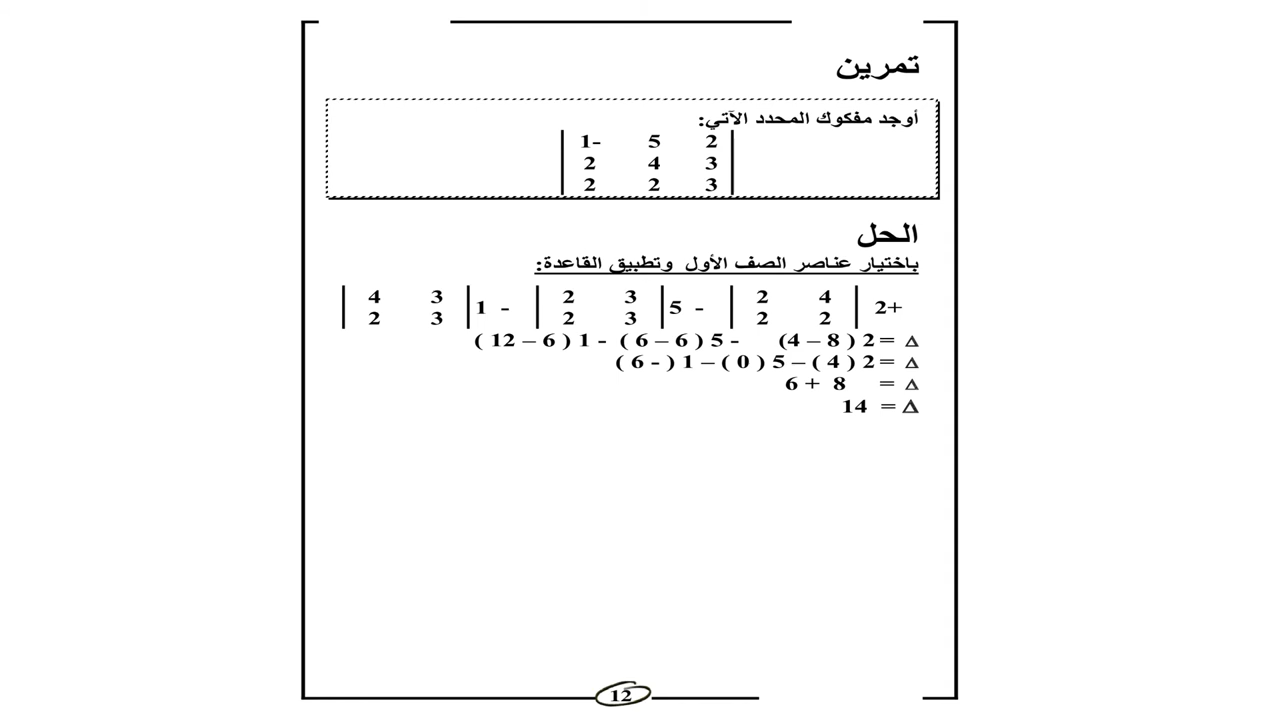 تمرين
أوجد مفكوك المحدد الآتي:
2 5 1-
3 4 2
3 2 2
الحل
باختيار عناصر الصف الأول وتطبيق القاعدة:
2+ | 4 2 | - 5 | 3 2 | - 1 | 3 4 |
| 2 2 | | 3 2 | | 3 2 |
Δ = 2 ( 8 – 4) - 5 ( 6 – 6 ) - 1 ( 6 – 12 )
Δ = 2 ( 4 ) – 5 ( 0 ) – 1 ( - 6 )
Δ = 8 + 6
Δ = 14
12